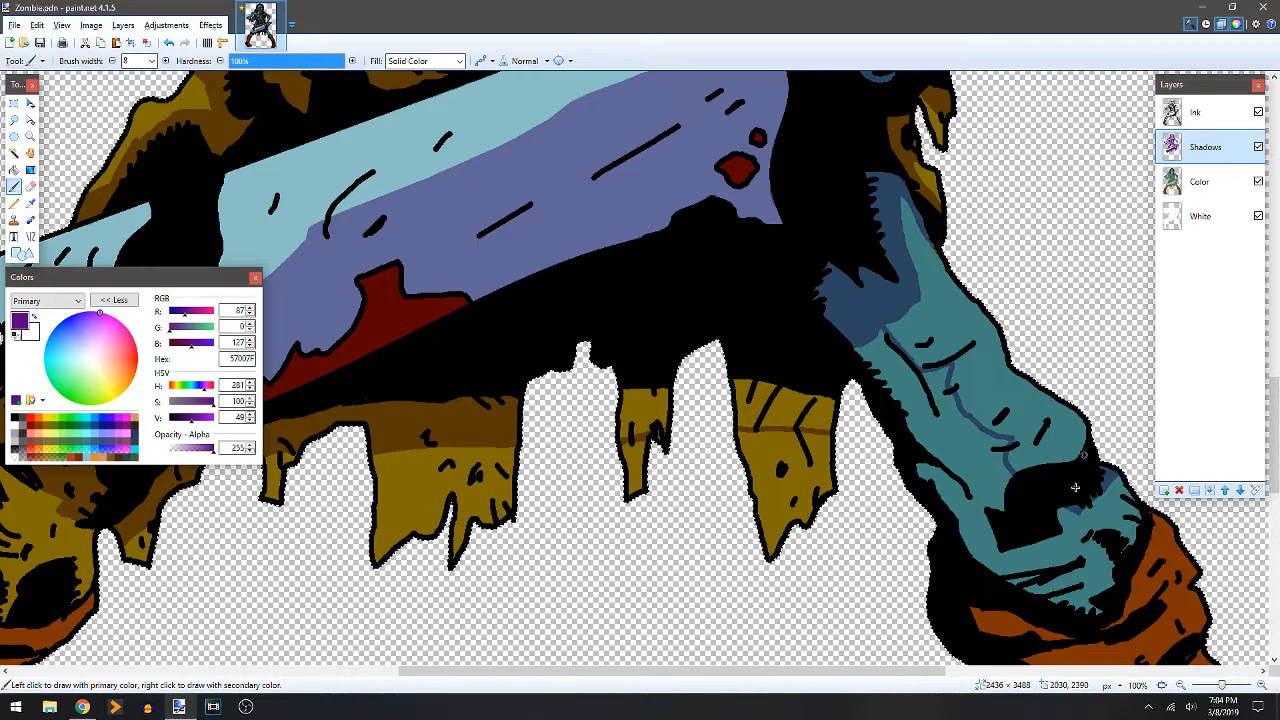 Zombie.pdn - paint.net 4.1.5
File Edit View Image Layers Adjustments Effects
Tool: Brush width: 8 Hardness: 100% Fill: Solid Color Normal
To...
Layers
Ink
Shadows
Color
White
Colors
Primary << Less
RGB
R: 87
G: 0
B: 127
Hex: 57007F
HSV
H: 281
S: 100
V: 49
Opacity - Alpha
255
Left click to draw with primary color, right click to draw with secondary color. 2436 × 3488 2030, 2390 px 100%
7:04 PM
3/8/2019